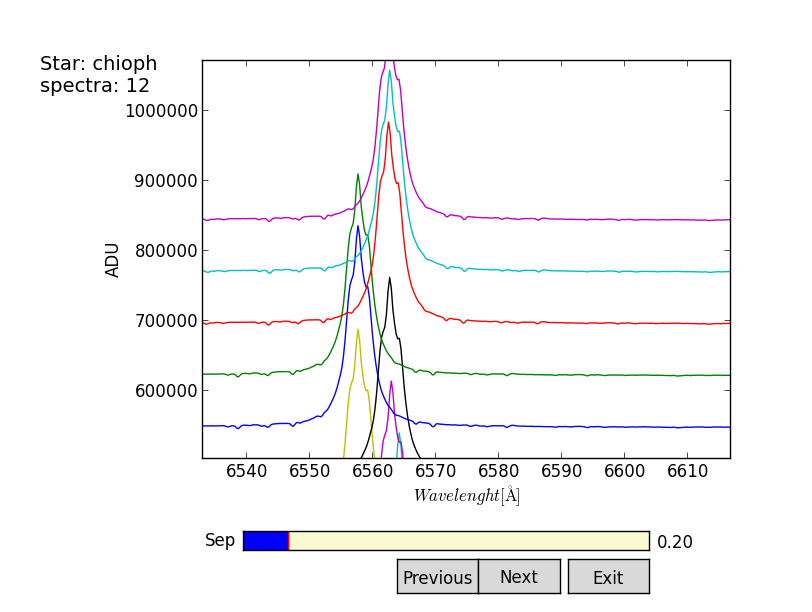 Star: chioph
spectra: 12
1000000
900000
800000
700000
600000
ADU
6540 6550 6560 6570 6580 6590 6600 6610
Wavelenght[Å]
Sep 0.20
Previous Next Exit